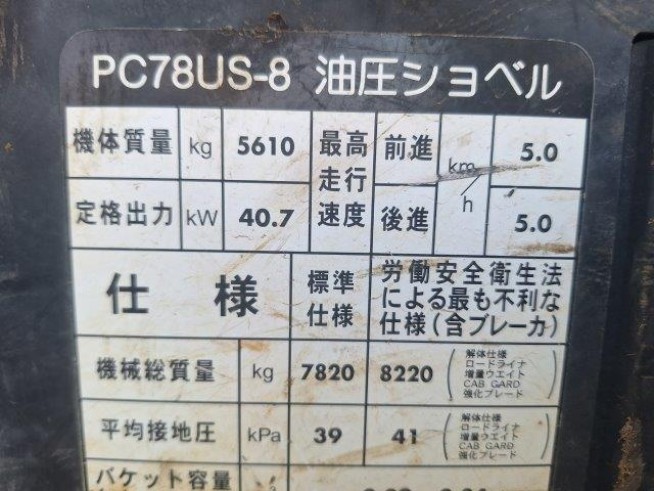 PC78US-8 油圧ショベル
機体質量 kg 5610 最高走行速度 前進 km/h 5.0
定格出力 kW 40.7 後進 5.0
仕様 標準仕様 労働安全衛生法による最も不利な仕様(含ブレーカ)
機械総質量 kg 7820 8220 (解体仕様 ロードライナ 増量ウエイト CAB GARD 強化ブレード)
平均接地圧 kPa 39 41 (解体仕様 ロードライナ 増量ウエイト CAB GARD 強化ブレード)
バケット容量